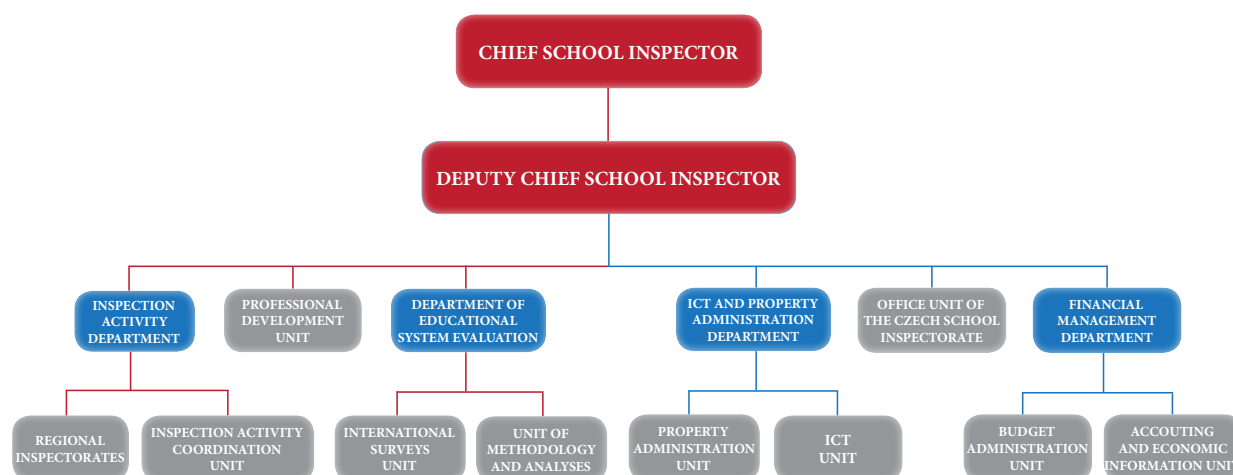 CHIEF SCHOOL INSPECTOR
DEPUTY CHIEF SCHOOL INSPECTOR
INSPECTION
ACTIVITY
DEPARTMENT
PROFESSIONAL
DEVELOPMENT
UNIT
DEPARTMENT OF
EDUCATIONAL
SYSTEM EVALUATION
ICT AND PROPERTY
ADMINISTRATION
DEPARTMENT
OFFICE UNIT OF
THE CZECH SCHOOL
INSPECTORATE
FINANCIAL
MANAGEMENT
DEPARTMENT
REGIONAL
INSPECTORATES
INSPECTION ACTIVITY
COORDINATION
UNIT
INTERNATIONAL
SURVEYS
UNIT
UNIT OF
METHODOLOGY
AND ANALYSES
PROPERTY
ADMINISTRATION
UNIT
ICT
UNIT
BUDGET
ADMINISTRATION
UNIT
ACCOUTING
AND ECONOMIC
INFORMATION UNIT